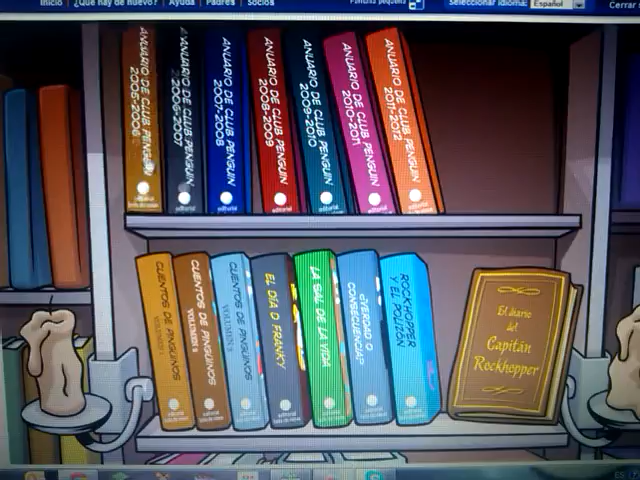 Inicio
¿Qué hay de nuevo?
Ayuda
Padres
Socios
Pantalla pequeña
Seleccionar idioma:
Español
Cerrar
ANUARIO DE CLUB PENGUIN
2005-2006
ANUARIO DE CLUB PENGUIN
2006-2007
ANUARIO DE CLUB PENGUIN
2007-2008
ANUARIO DE CLUB PENGUIN
2008-2009
ANUARIO DE CLUB PENGUIN
2009-2010
ANUARIO DE CLUB PENGUIN
2010-2011
ANUARIO DE CLUB PENGUIN
2011-2012
CUENTOS DE PINGÜINOS
VOLUMEN 1
CUENTOS DE PINGÜINOS
CUENTOS DE PINGÜINOS
EL DÍA D FRANKY
LA SAL DE LA VIDA
¿VERDAD O
CONSECUENCIA?
ROCKHOPPER
Y EL POLIZÓN
El diario
del
Capitán
Rockhopper
ES